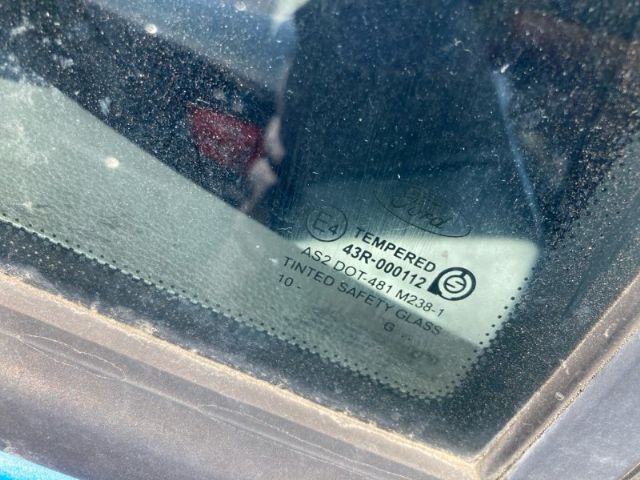 Ford
E4
TEMPERED
43R-000112
AS2 DOT-481 M238-1
TINTED SAFETY GLASS
10 -
G